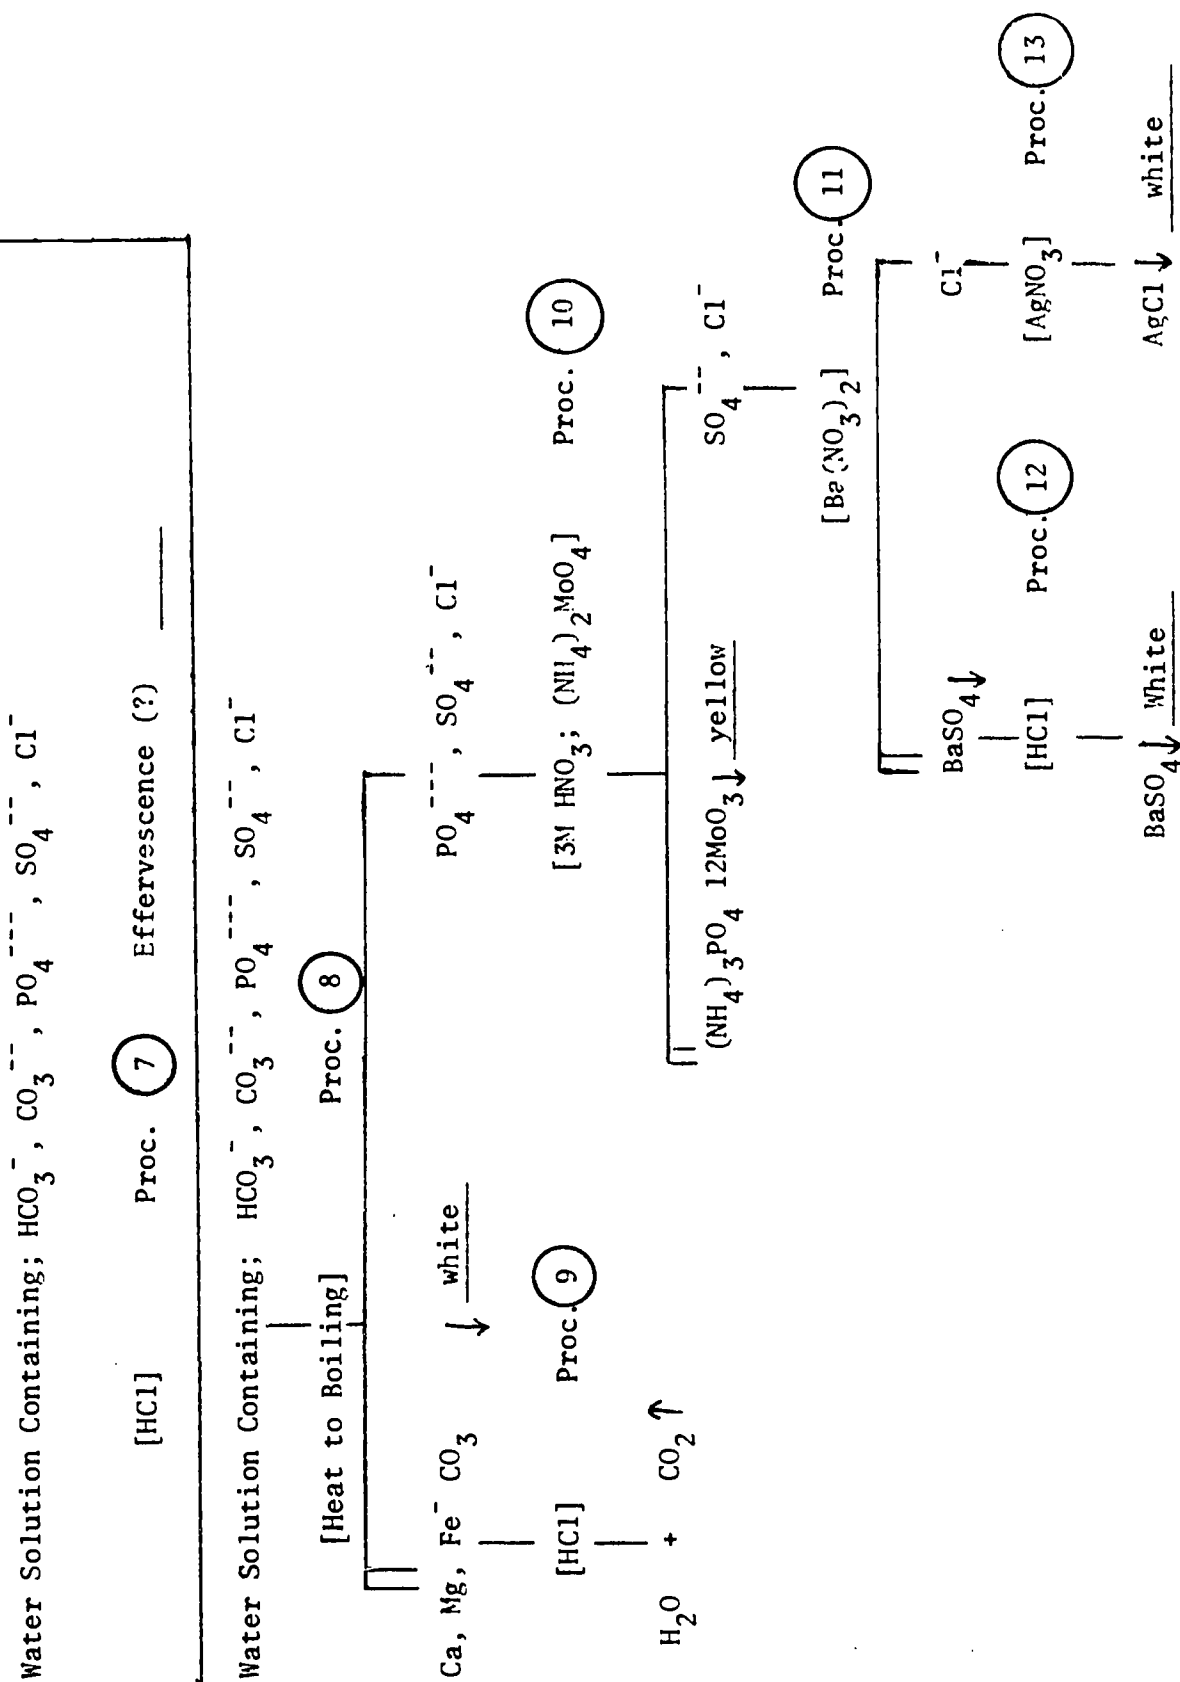 Water Solution Containing; HCO3-, CO3--, PO4---, SO4--, Cl-
[HCl] Proc. 7 Effervescence (?)
Water Solution Containing; HCO3-, CO3--, PO4---, SO4--, Cl-
[Heat to Boiling] Proc. 8
Ca, Mg, Fe- CO3 ↓ white PO4----, SO4--, Cl-
[HCl] Proc. 9 [3M HNO3; (NH4)2MoO4] Proc. 10
H2O + CO2 ↑ (NH4)3PO4 12MoO3↓ yellow SO4--, Cl-
[Ba(NO3)2] Proc. 11
BaSO4↓ Cl-
[HCl] Proc. 12 [AgNO3] Proc. 13
BaSO4↓ White AgCl↓ white